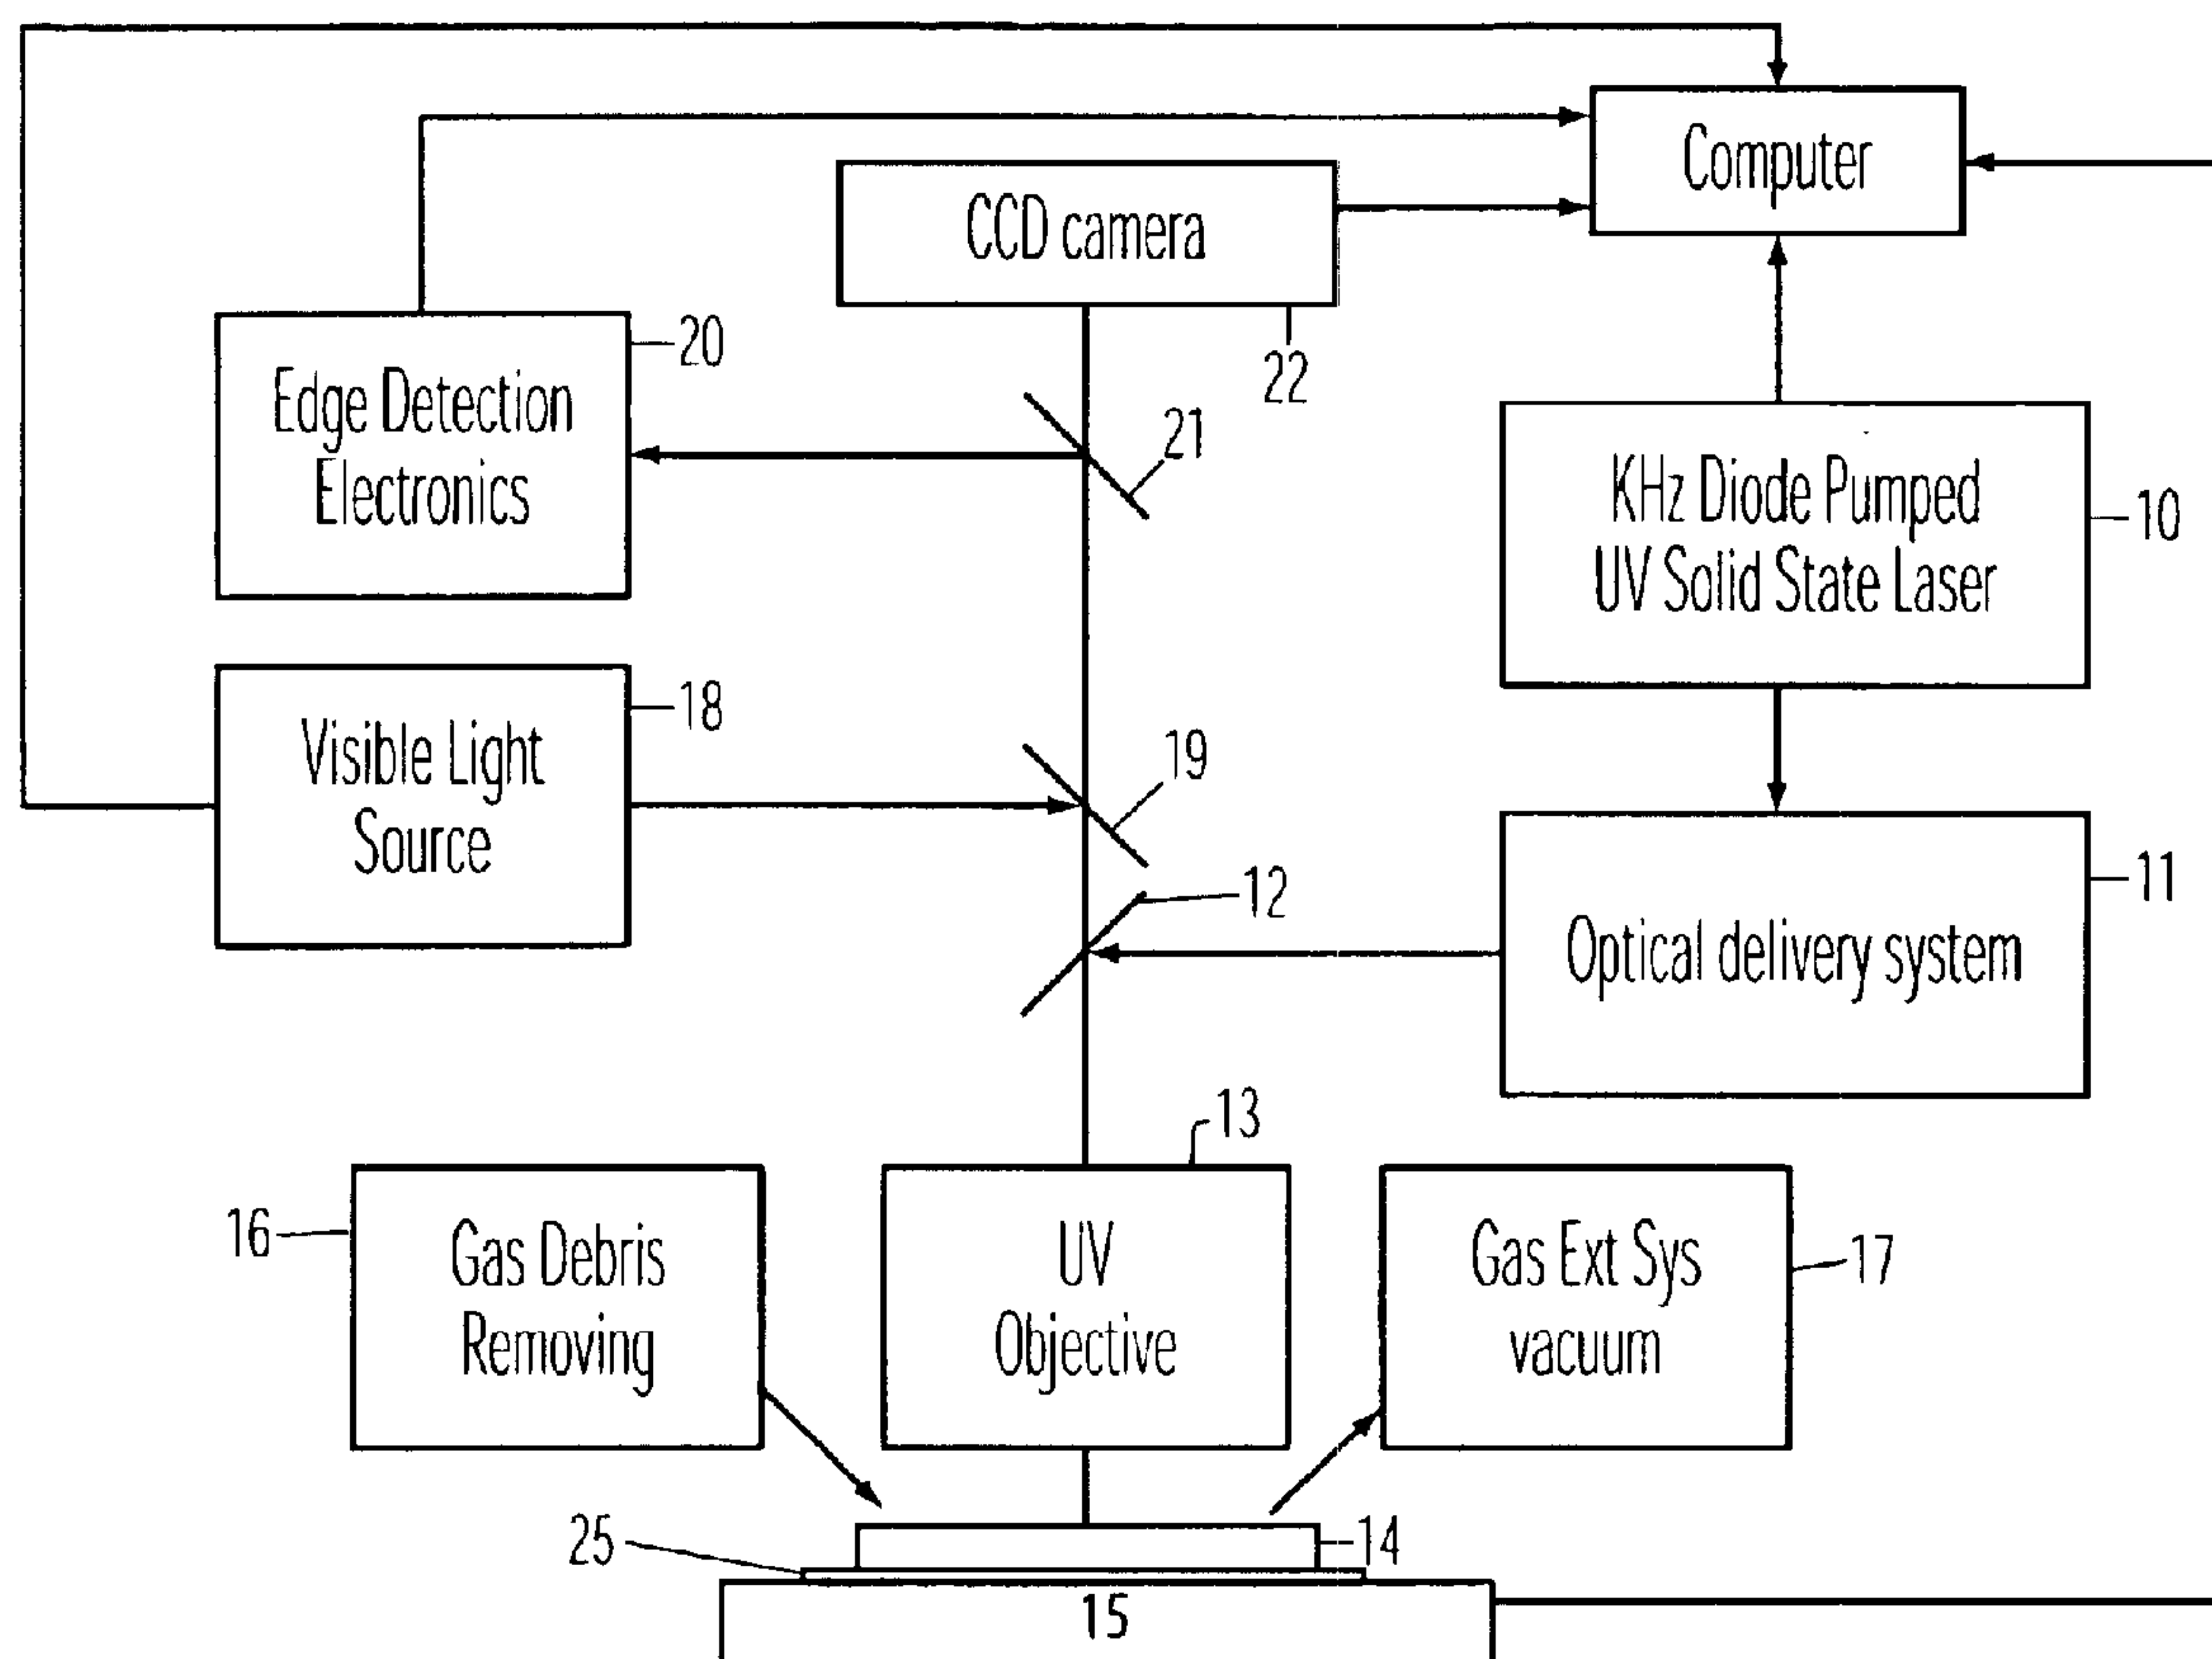 Computer
CCD camera
22
20
Edge Detection
Electronics
21
KHz Diode Pumped
UV Solid State Laser
10
18
Visible Light
Source
19
12
11
Optical delivery system
13
16
Gas Debris
Removing
UV
Objective
Gas Ext Sys
vacuum
17
25
14
15